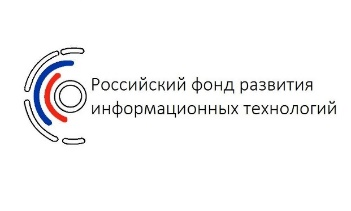 Российский фонд развития
информационных технологий